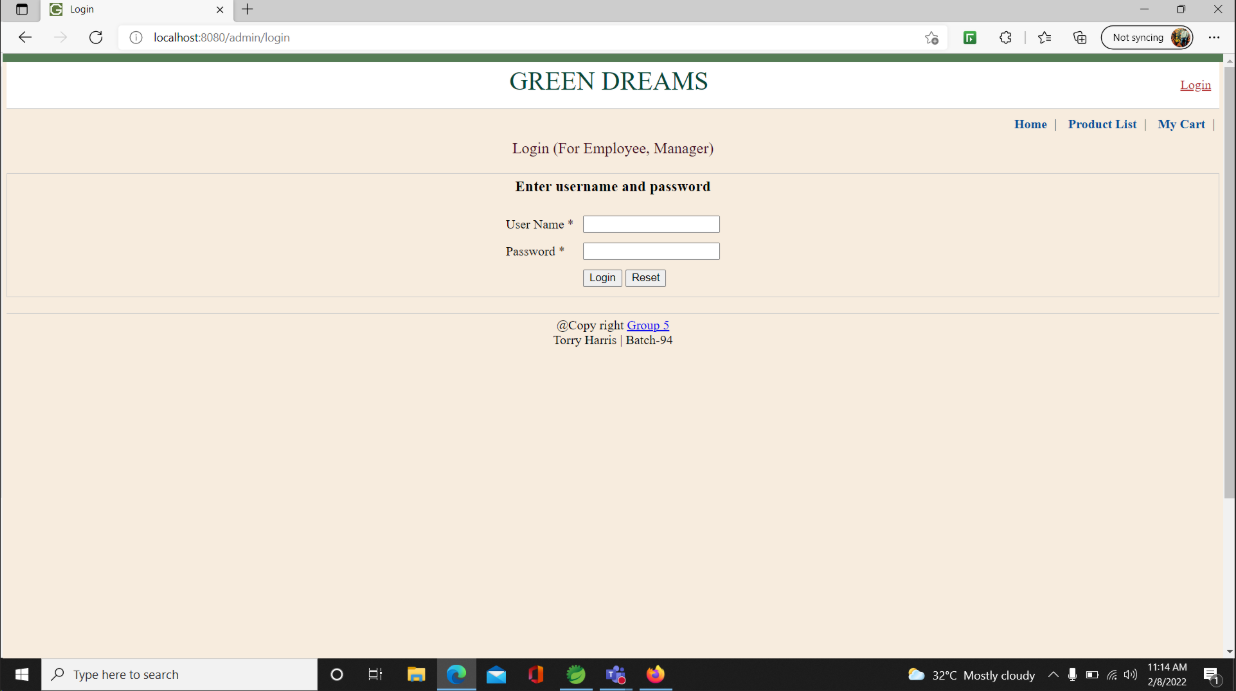 Login
localhost:8080/admin/login
Not syncing
GREEN DREAMS
Login
Home | Product List | My Cart |
Login (For Employee, Manager)
Enter username and password
User Name *
Password *
Login Reset
@Copy right Group 5
Torry Harris | Batch-94
Type here to search
32°C Mostly cloudy
11:14 AM
2/8/2022
1